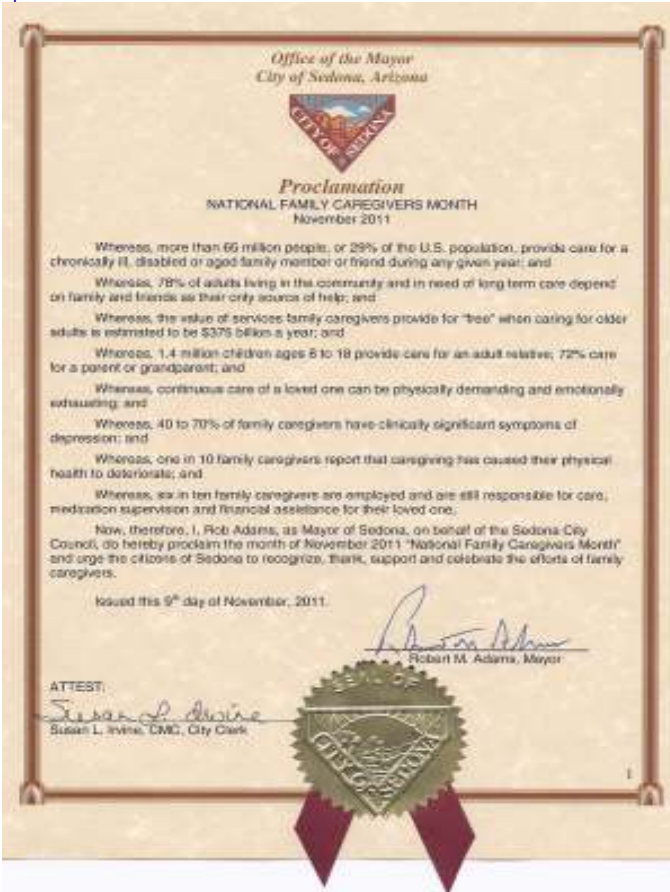 Office of the Mayor
City of Sedona, Arizona
CITY OF SEDONA
Proclamation
NATIONAL FAMILY CAREGIVERS MONTH
November 2011
Whereas, more than 66 million people, or 29% of the U.S. population, provide care for a
chronically ill, disabled or aged family member or friend during any given year; and
Whereas, 78% of adults living in the community and in need of long term care depend
on family and friends as their only source of help; and
Whereas, the value of services family caregivers provide for "free" when caring for older
adults is estimated to be $375 billion a year; and
Whereas, 1.4 million children ages 8 to 18 provide care for an adult relative; 72% care
for a parent or grandparent; and
Whereas, continuous care of a loved one can be physically demanding and emotionally
exhausting; and
Whereas, 40 to 70% of family caregivers have clinically significant symptoms of
depression; and
Whereas, one in 10 family caregivers report that caregiving has caused their physical
health to deteriorate; and
Whereas, six in ten family caregivers are employed and are still responsible for care,
medication supervision and financial assistance for their loved one.
Now, therefore, I, Rob Adams, as Mayor of Sedona, on behalf of the Sedona City
Council, do hereby proclaim the month of November 2011 "National Family Caregivers Month"
and urge the citizens of Sedona to recognize, thank, support and celebrate the efforts of family
caregivers.
Issued this 9th day of November, 2011.
Robert M. Adams, Mayor
ATTEST:
Susan L. Irvine
Susan L. Irvine, CMC, City Clerk
SEAL OF
CITY OF SEDONA
1